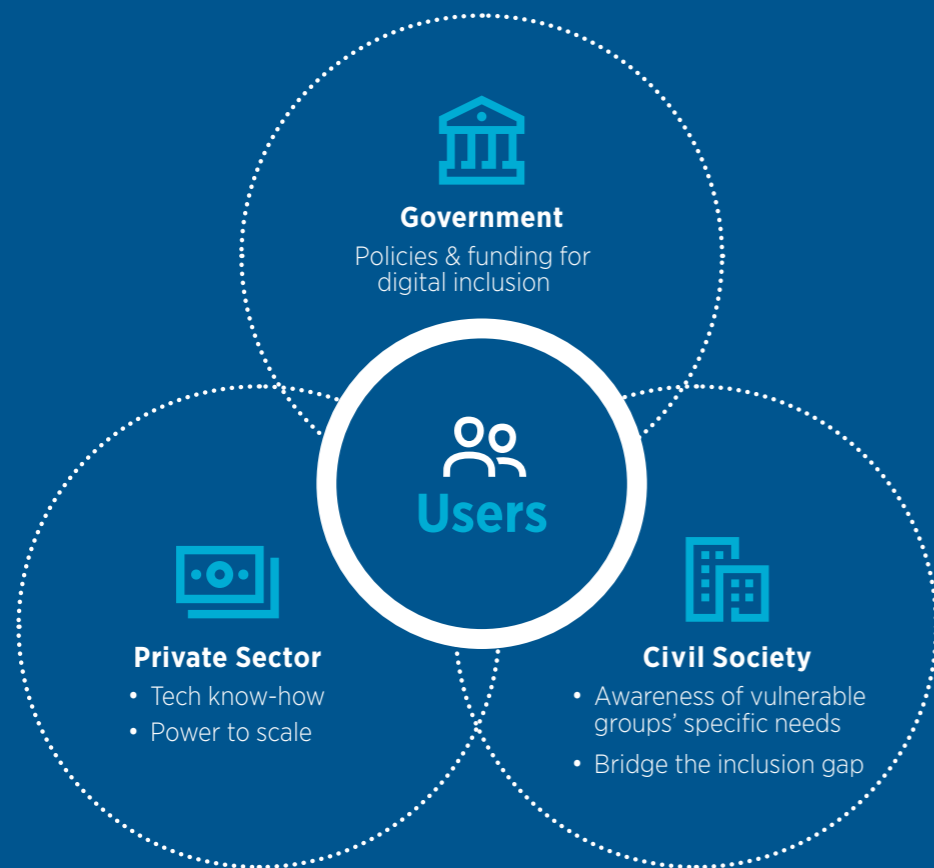 Government
Policies & funding for
digital inclusion
Users
Private Sector
• Tech know-how
• Power to scale
Civil Society
• Awareness of vulnerable
groups’ specific needs
• Bridge the inclusion gap